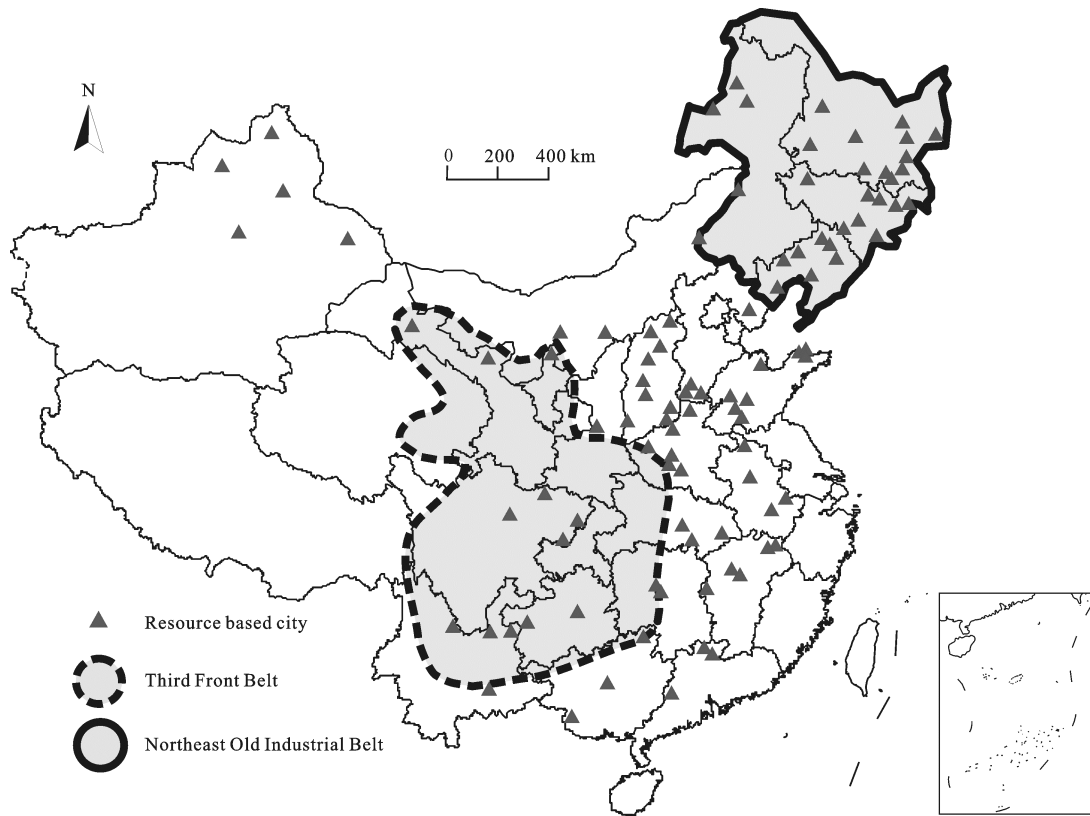 N
0 200 400 km
Resource based city
Third Front Belt
Northeast Old Industrial Belt